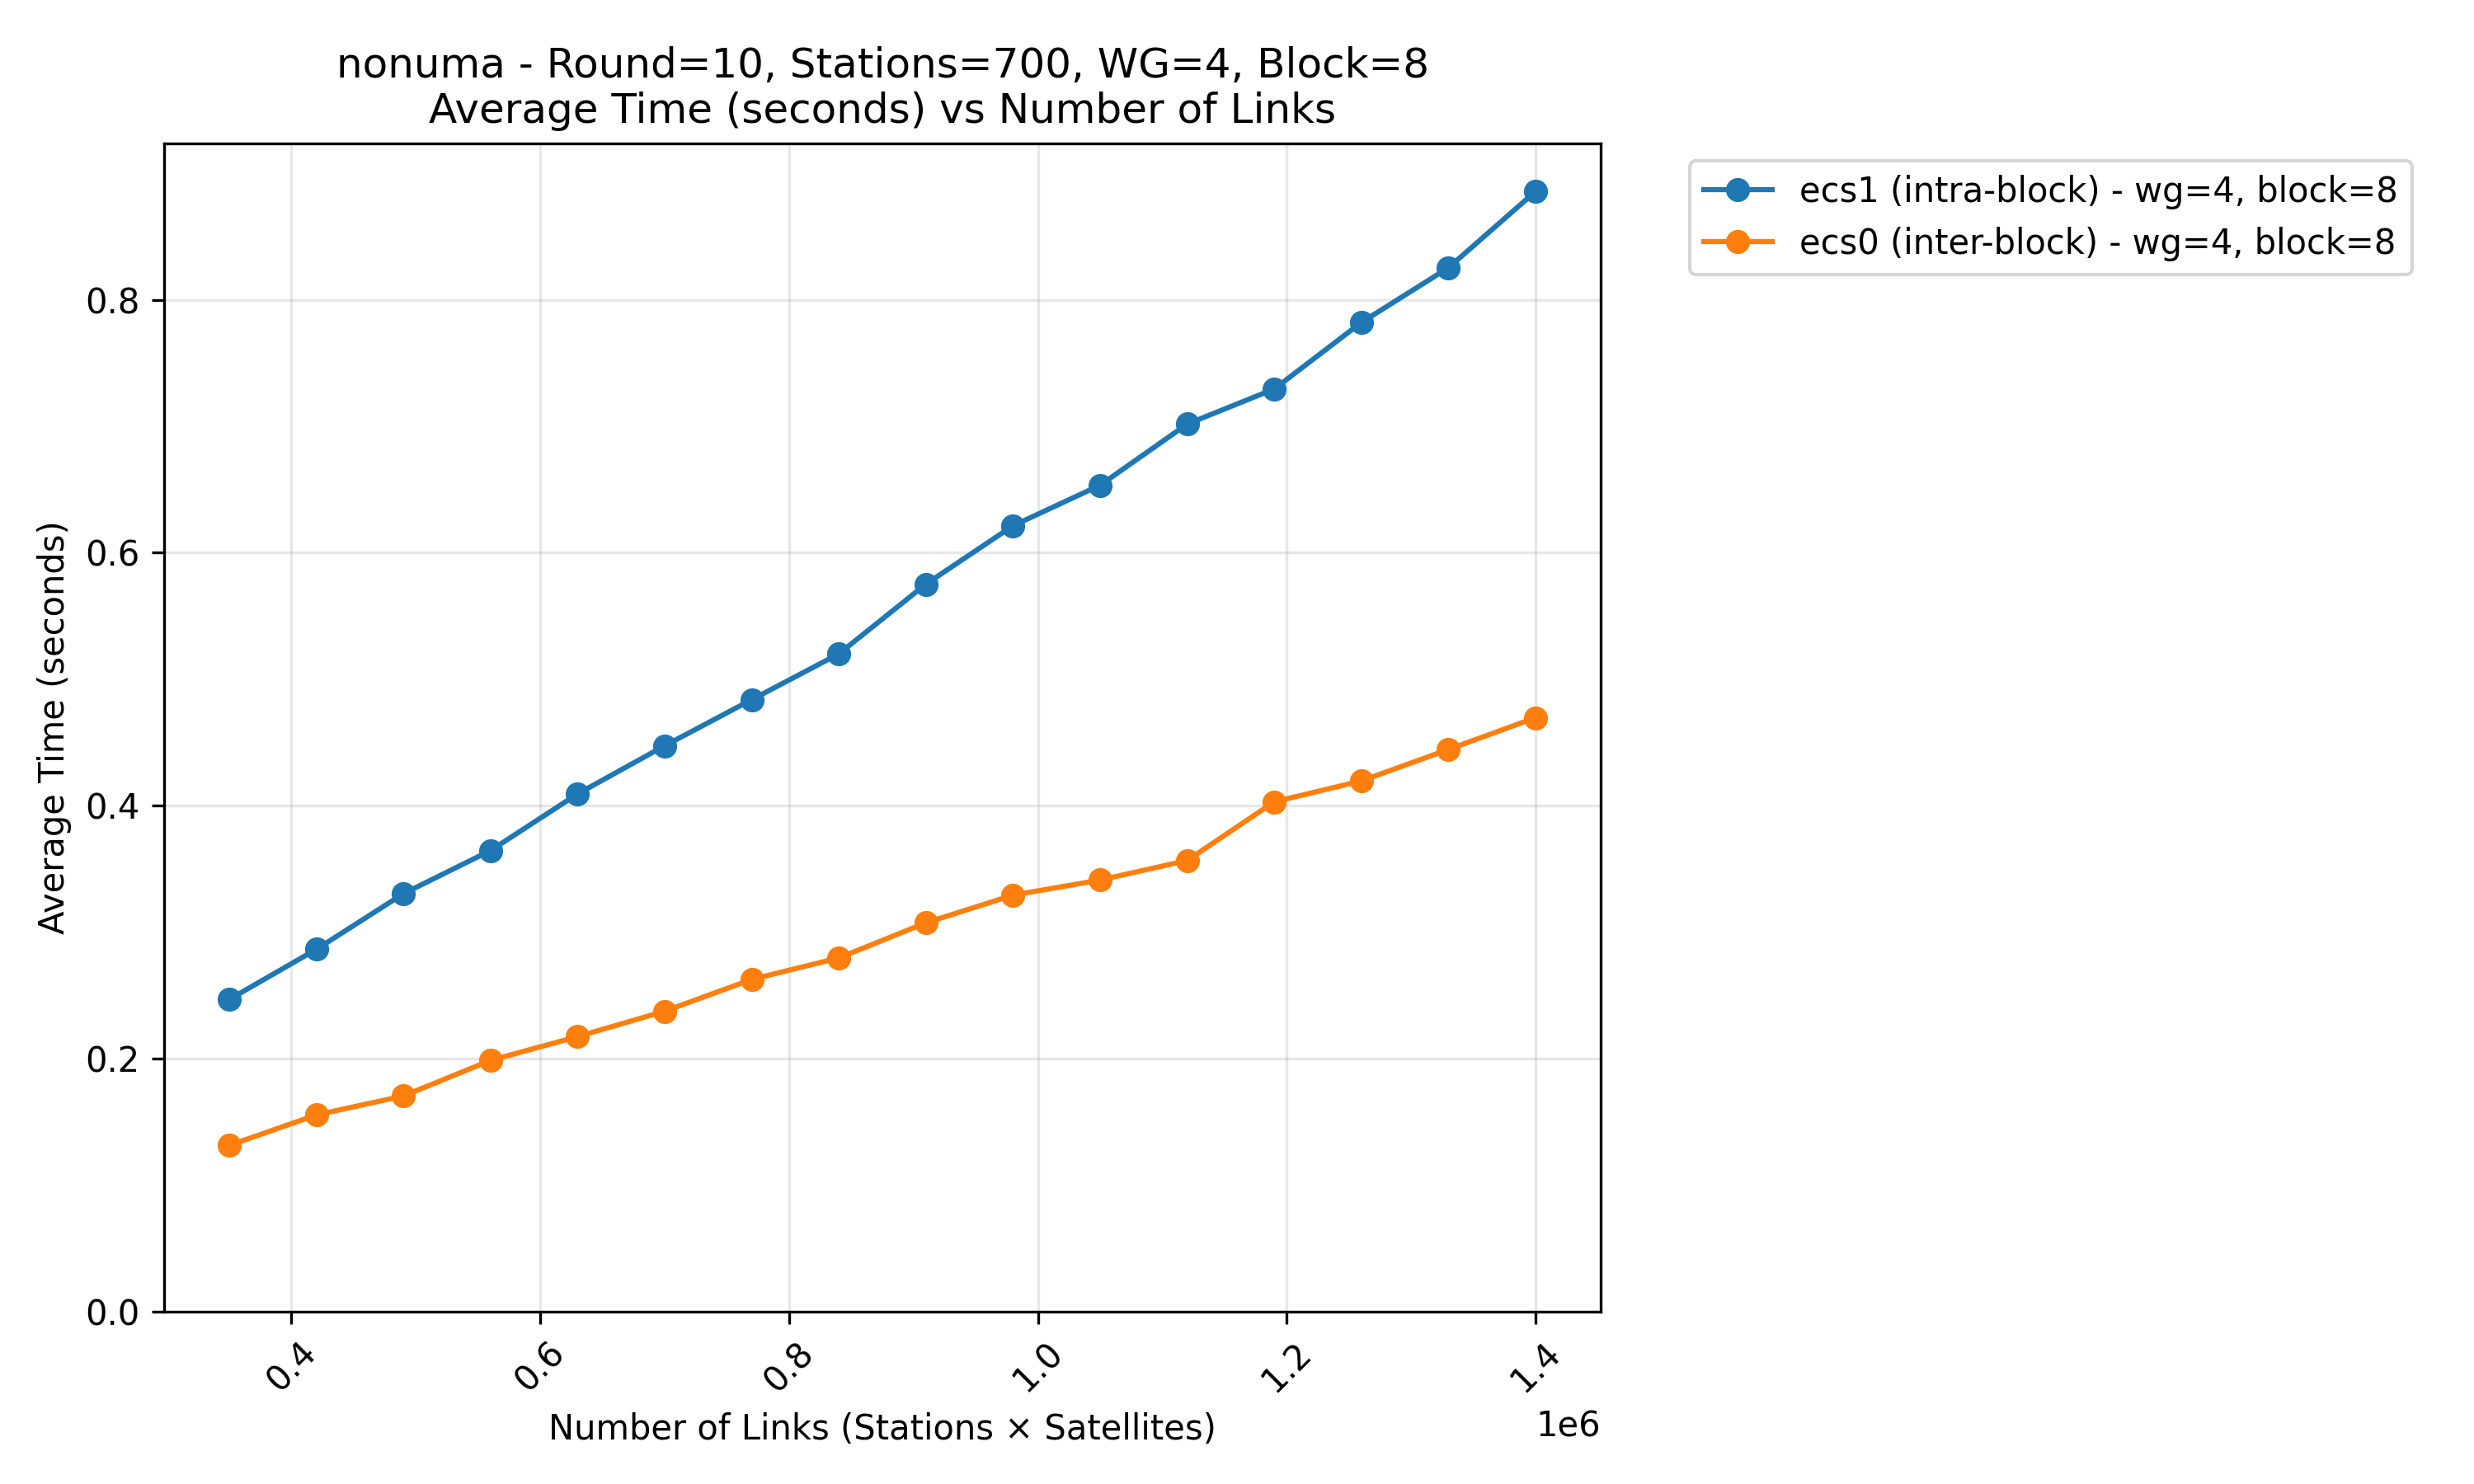 nonuma - Round=10, Stations=700, WG=4, Block=8
Average Time (seconds) vs Number of Links
ecs1 (intra-block) - wg=4, block=8
ecs0 (inter-block) - wg=4, block=8
Average Time (seconds)
0.8
0.6
0.4
0.2
0.0
0.4
0.6
0.8
1.0
1.2
1.4
1e6
Number of Links (Stations × Satellites)